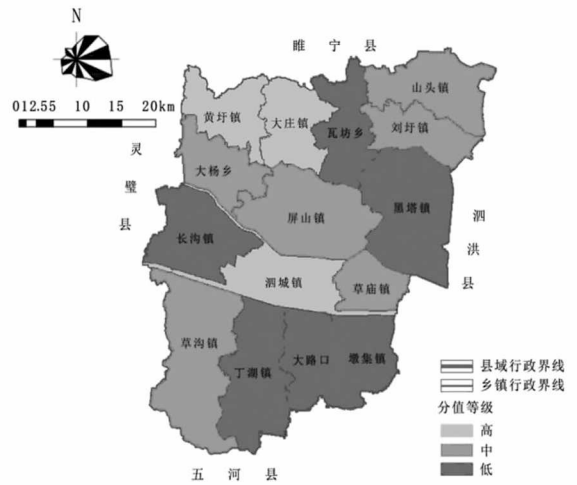 N
012.55 10 15 20km
睢宁县
灵璧县
泗洪县
五河县
山头镇
黄圩镇
大庄镇
瓦坊乡
刘圩镇
大杨乡
屏山镇
黑塔镇
长沟镇
泗城镇
草庙镇
草沟镇
丁湖镇
大路口
墩集镇
县域行政界线
乡镇行政界线
分值等级
高
中
低